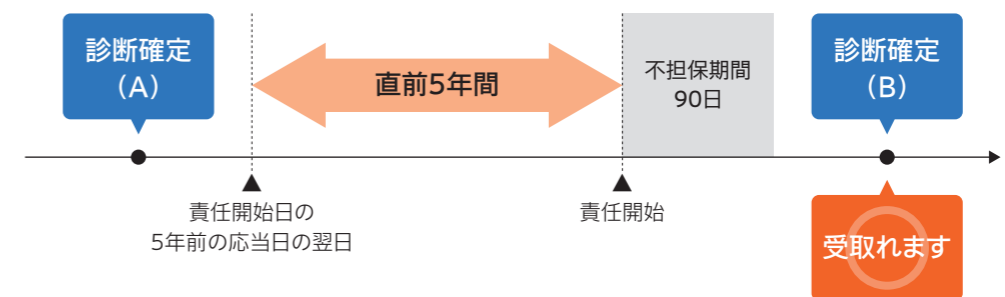 診断確定
（A）
直前5年間
不担保期間
90日
診断確定
（B）
責任開始日の
5年前の応当日の翌日
責任開始
受取れます